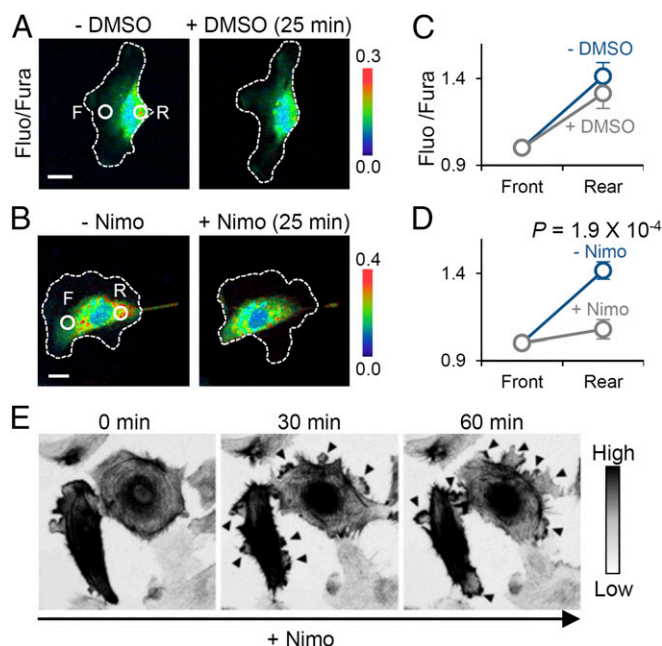 A
- DMSO
+ DMSO (25 min)
Fluo/Fura
F
R
0.3
0.0
B
- Nimo
+ Nimo (25 min)
F
R
0.4
0.0
C
- DMSO
+ DMSO
Fluo /Fura
1.4
0.9
Front
Rear
D
P = 1.9 X 10⁻⁴
- Nimo
+ Nimo
1.4
0.9
Front
Rear
E
0 min
30 min
60 min
High
Low
+ Nimo